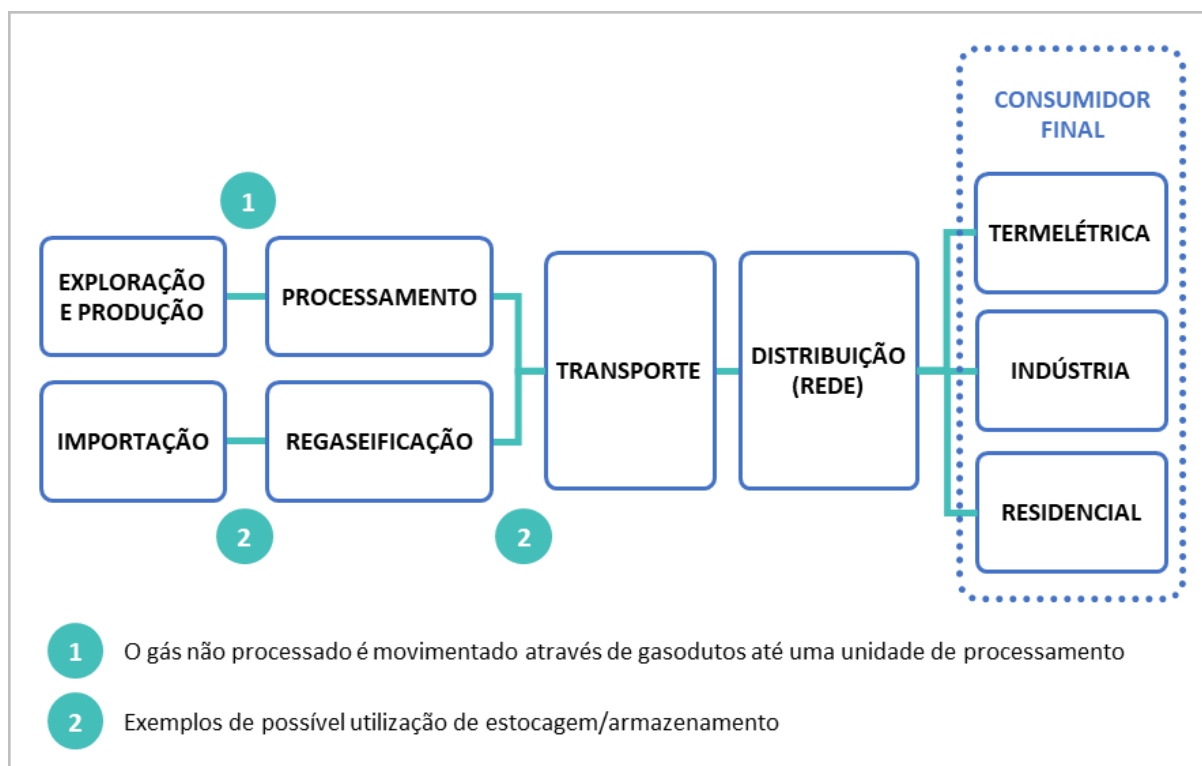 CONSUMIDOR
FINAL
1
EXPLORAÇÃO
E PRODUÇÃO
PROCESSAMENTO
IMPORTAÇÃO
REGASEIFICAÇÃO
2
2
TRANSPORTE
DISTRIBUIÇÃO
(REDE)
TERMELÉTRICA
INDÚSTRIA
RESIDENCIAL
1 O gás não processado é movimentado através de gasodutos até uma unidade de processamento
2 Exemplos de possível utilização de estocagem/armazenamento